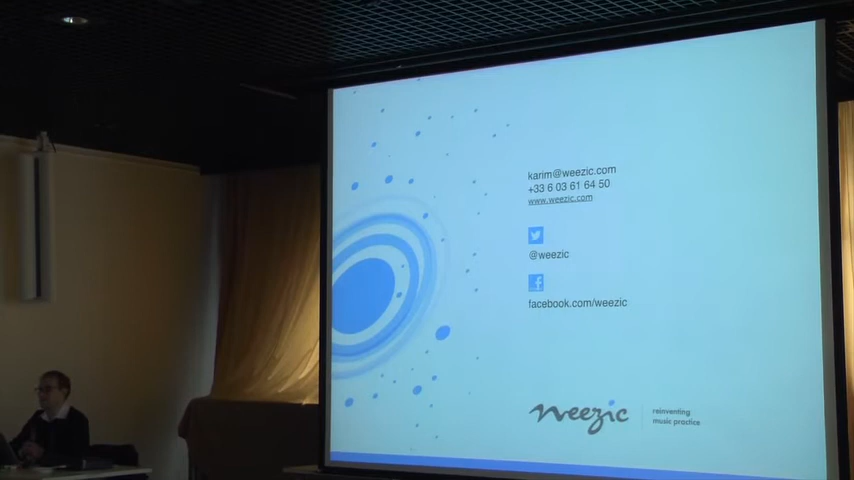 karim@weezic.com
+33 6 03 61 64 50
www.weezic.com
@weezic
facebook.com/weezic
weezic
reinventing
music practice